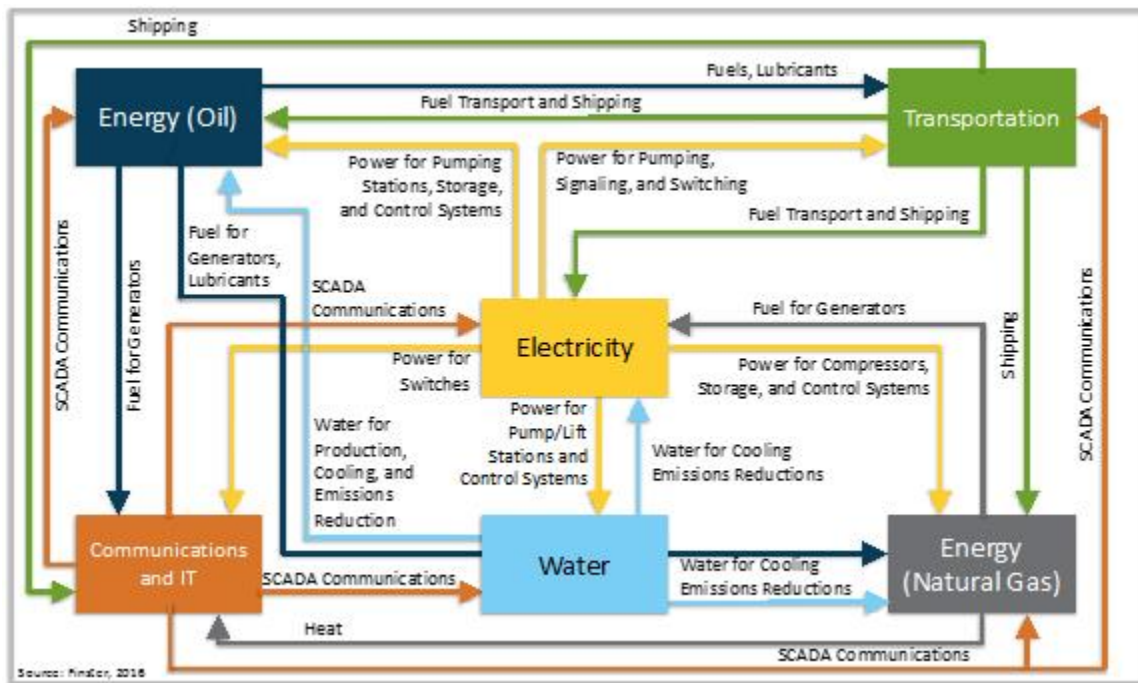 Shipping
Fuels, Lubricants
Energy (Oil)
Fuel Transport and Shipping
Transportation
Power for Pumping
Stations, Storage,
and Control Systems
Power for Pumping,
Signaling, and Switching
Fuel Transport and Shipping
SCADA Communications
Fuel for Generators
Fuel for
Generators,
Lubricants
SCADA
Communications
Electricity
Fuel for Generators
Shipping
SCADA Communications
Power for
Switches
Power for Compressors,
Storage, and Control Systems
Water for
Production,
Cooling, and
Emissions
Reduction
Power for
Pump/Lift
Stations and
Control Systems
Water for Cooling
Emissions Reductions
Communications
and IT
SCADA Communications
Water
Water for Cooling
Emissions Reductions
Energy
(Natural Gas)
Heat
SCADA Communications
Source: Finster, 2016